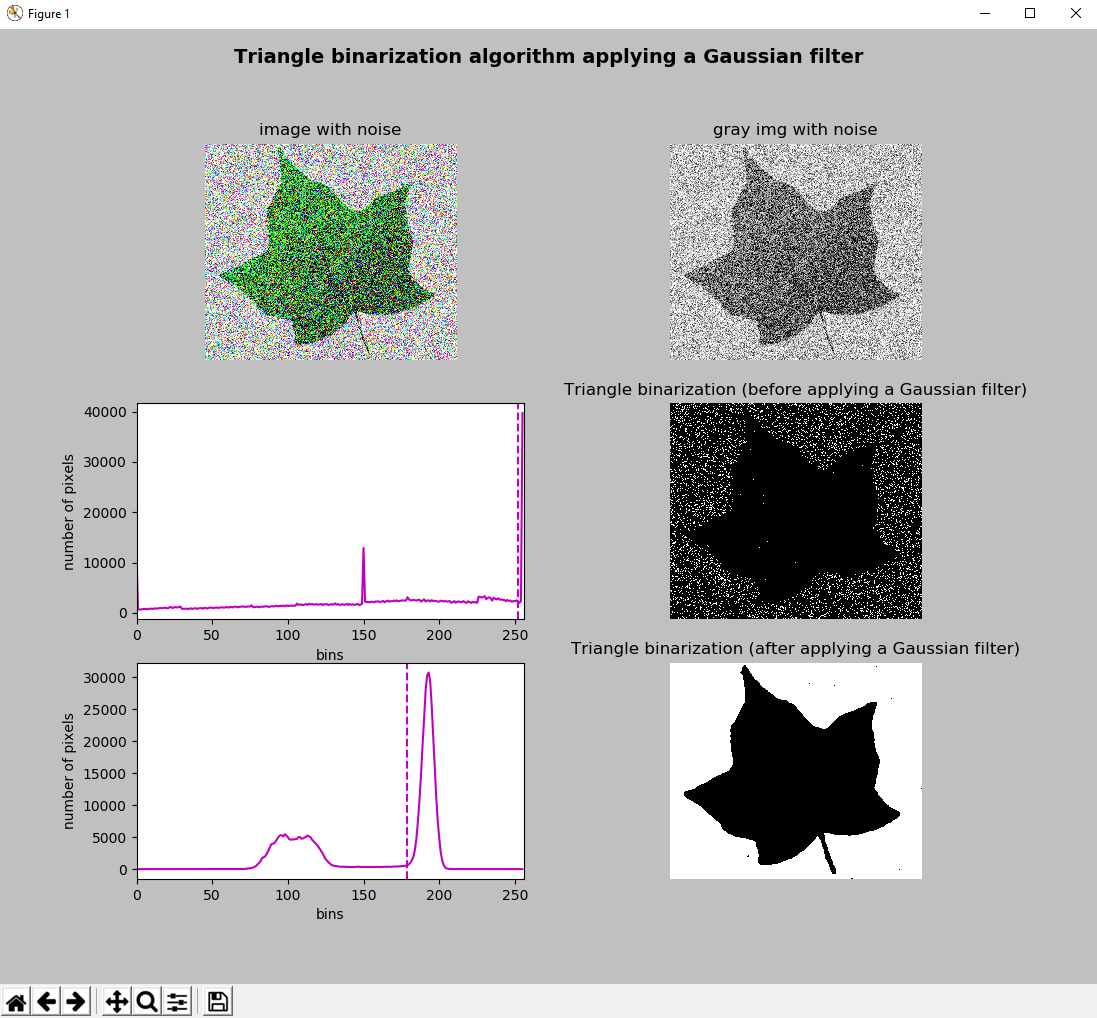 Figure 1
Triangle binarization algorithm applying a Gaussian filter
image with noise
gray img with noise
Triangle binarization (before applying a Gaussian filter)
40000
30000
20000
10000
0
number of pixels
0 50 100 150 200 250
bins
Triangle binarization (after applying a Gaussian filter)
30000
25000
20000
15000
10000
5000
0
number of pixels
0 50 100 150 200 250
bins